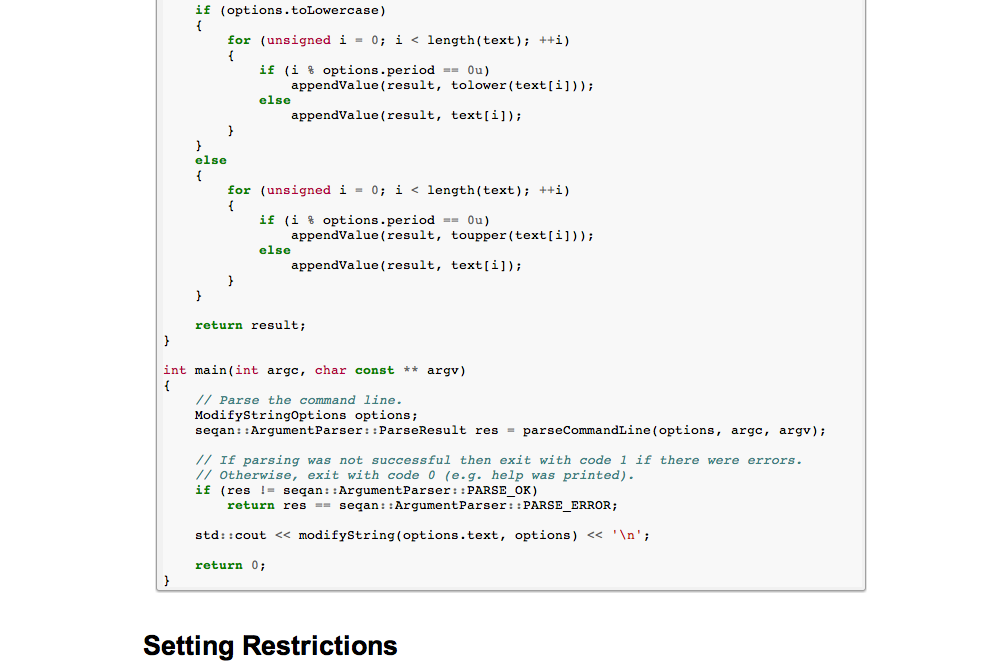 if (options.toLowercase)
{
for (unsigned i = 0; i < length(text); ++i)
{
if (i % options.period == 0u)
appendValue(result, tolower(text[i]));
else
appendValue(result, text[i]);
}
}
else
{
for (unsigned i = 0; i < length(text); ++i)
{
if (i % options.period == 0u)
appendValue(result, toupper(text[i]));
else
appendValue(result, text[i]);
}
}
return result;
}
int main(int argc, char const ** argv)
{
// Parse the command line.
ModifyStringOptions options;
seqan::ArgumentParser::ParseResult res = parseCommandLine(options, argc, argv);
// If parsing was not successful then exit with code 1 if there were errors.
// Otherwise, exit with code 0 (e.g. help was printed).
if (res != seqan::ArgumentParser::PARSE_OK)
return res == seqan::ArgumentParser::PARSE_ERROR;
std::cout << modifyString(options.text, options) << '\n';
return 0;
}
Setting Restrictions